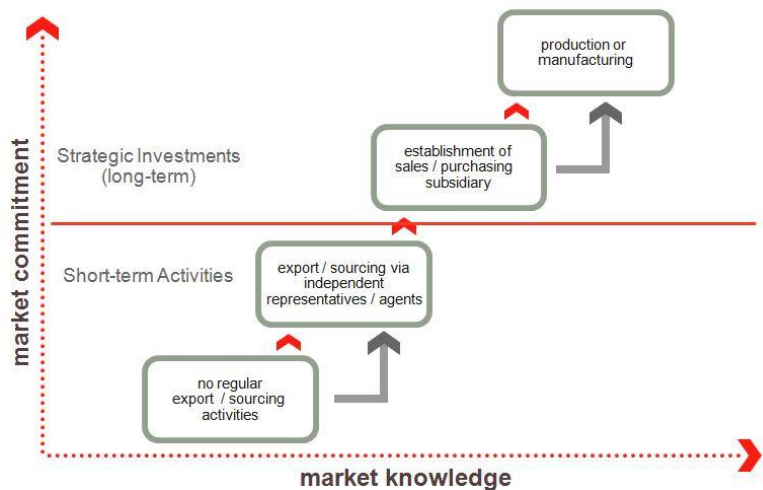 production or
manufacturing
establishment of
sales / purchasing
subsidiary
Strategic Investments
(long-term)
Short-term Activities
export / sourcing via
independent
representatives / agents
no regular
export / sourcing
activities
market commitment
market knowledge